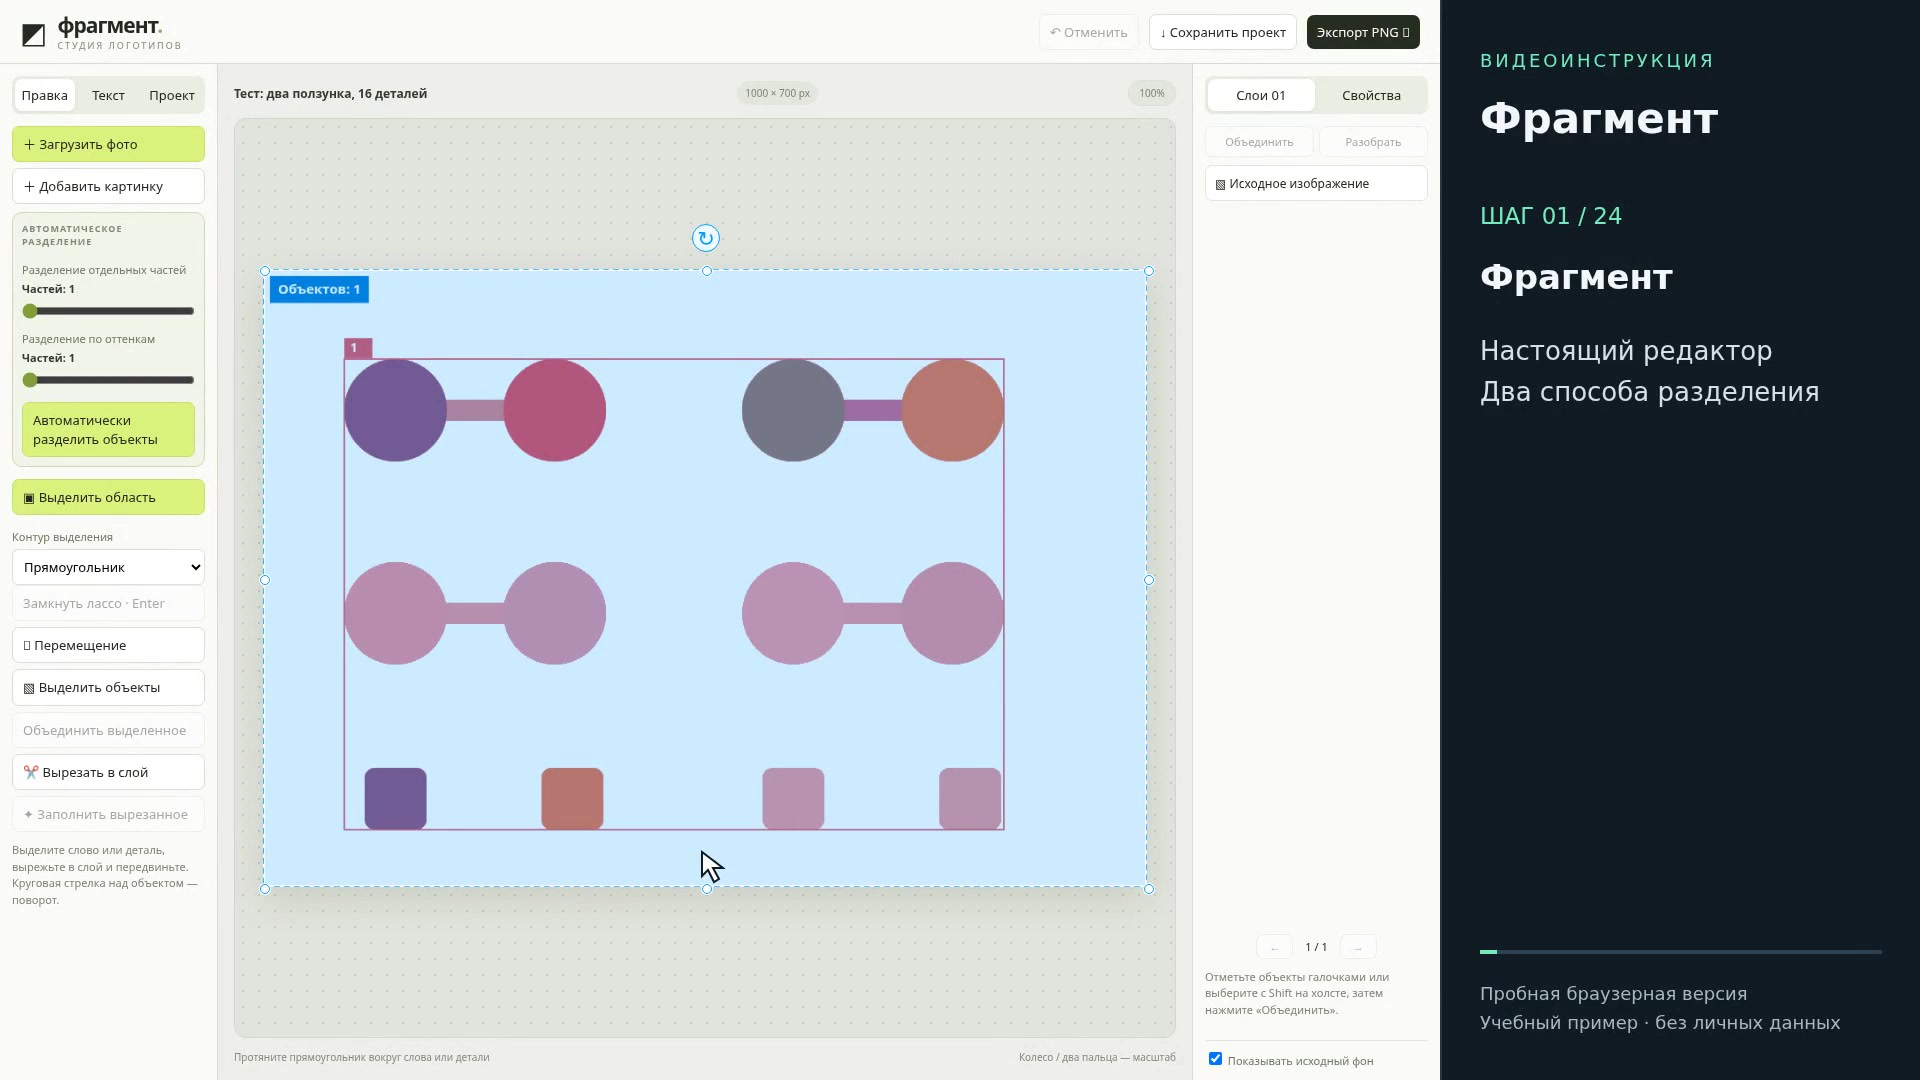 фрагмент.
СТУДИЯ ЛОГОТИПОВ
↶ Отменить
↓ Сохранить проект
Экспорт PNG
Правка
Текст
Проект
+ Загрузить фото
+ Добавить картинку
АВТОМАТИЧЕСКОЕ
РАЗДЕЛЕНИЕ
Разделение отдельных частей
Частей: 1
Разделение по оттенкам
Частей: 1
Автоматически
разделить объекты
▣ Выделить область
Контур выделения
Прямоугольник
Замкнуть лассо · Enter
Перемещение
▧ Выделить объекты
Объединить выделенное
✂ Вырезать в слой
✦ Заполнить вырезанное
Выделите слово или деталь,
вырежьте в слой и передвиньте.
Круговая стрелка над объектом —
поворот.
Тест: два ползунка, 16 деталей
1000 × 700 px
100%
Объектов: 1
1
Протяните прямоугольник вокруг слова или детали
Колесо / два пальца — масштаб
Слои 01
Свойства
Объединить
Разобрать
▧ Исходное изображение
← 1 / 1 →
Отметьте объекты галочками или
выберите с Shift на холсте, затем
нажмите «Объединить».
Показывать исходный фон
ВИДЕОИНСТРУКЦИЯ
Фрагмент
ШАГ 01 / 24
Фрагмент
Настоящий редактор
Два способа разделения
Пробная браузерная версия
Учебный пример · без личных данных